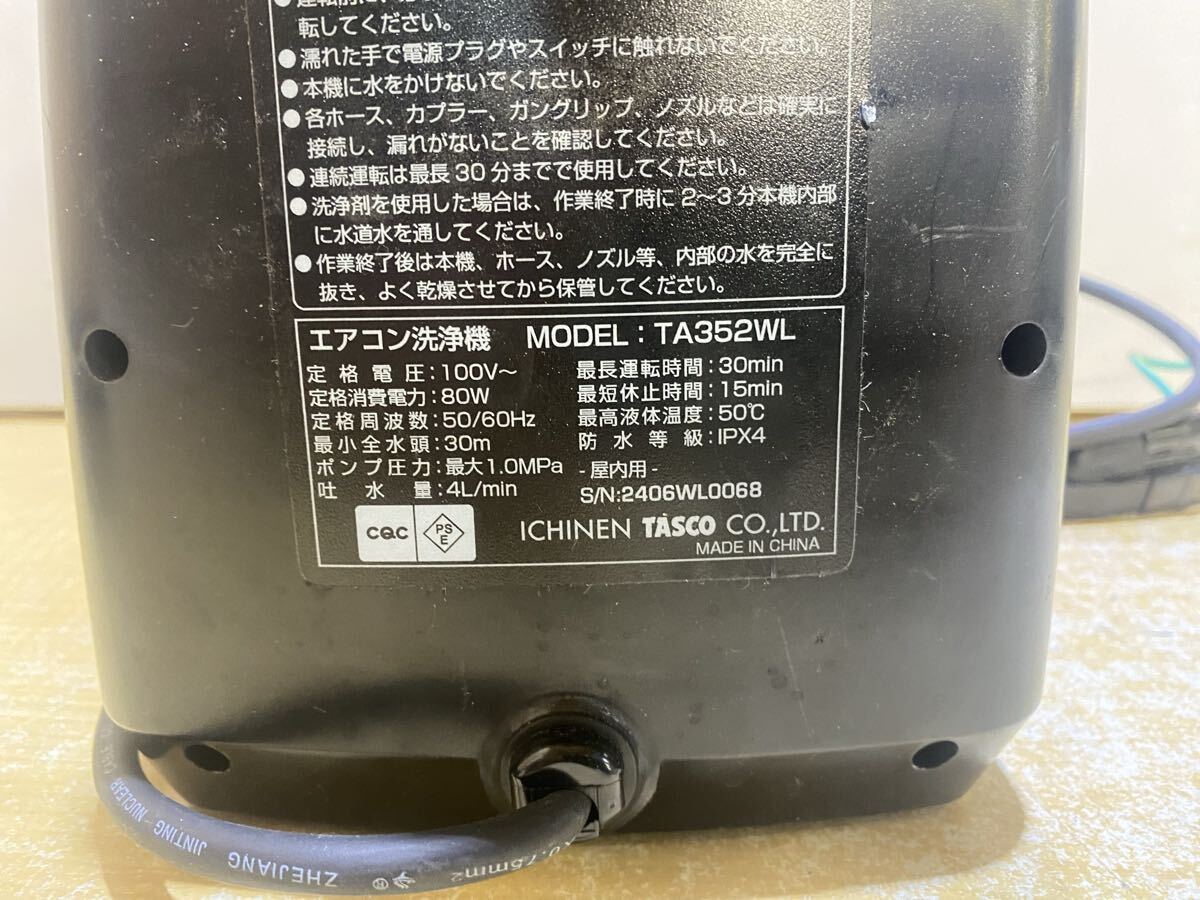 転してください。
●濡れた手で電源プラグやスイッチに触れないでください。
●本機に水をかけないでください。
●各ホース、カプラー、ガングリップ、ノズルなどは確実に
接続し、漏れがないことを確認してください。
●連続運転は最長30分までで使用してください。
●洗浄剤を使用した場合は、作業終了時に2〜3分本機内部
に水道水を通してください。
●作業終了後は本機、ホース、ノズル等、内部の水を完全に
抜き、よく乾燥させてから保管してください。
エアコン洗浄機 MODEL：TA352WL
定格電圧：100V〜
定格消費電力：80W
定格周波数：50/60Hz
最小全水頭：30m
ポンプ圧力：最大1.0MPa
吐水量：4L/min
最長運転時間：30min
最短休止時間：15min
最高液体温度：50℃
防水等級：IPX4
- 屋内用 -
S/N:2406WL0068
CQC
PS
E
ICHINEN TASCO CO.,LTD.
MADE IN CHINA
0.75mm²
ZHEJIANG JINTING NUCLEAR